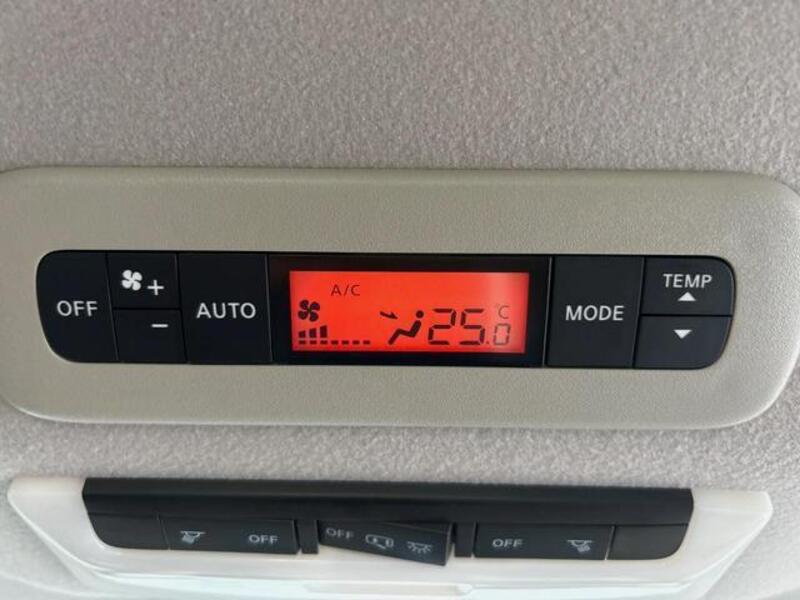 OFF
+
-
AUTO
A/C
25.0 °C
MODE
TEMP
OFF
OFF
OFF